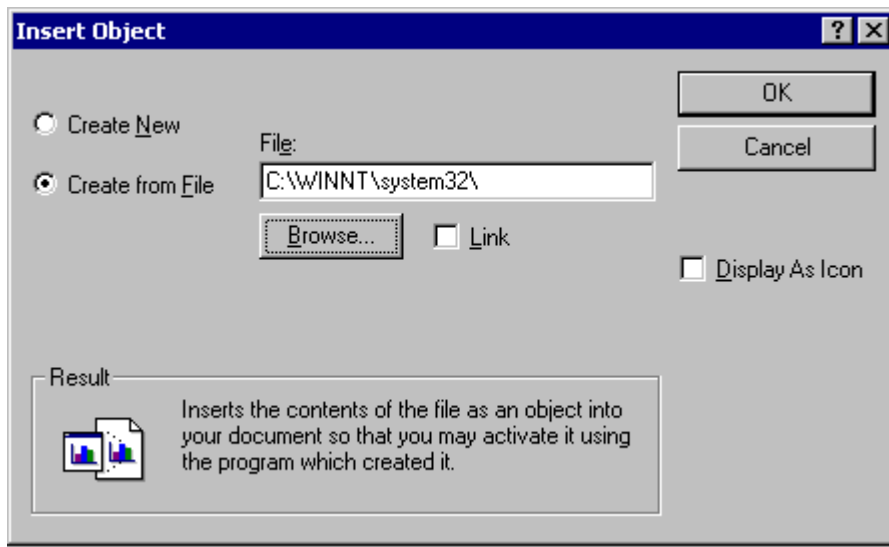 Insert Object
Create New
Create from File
File:
C:\WINNT\system32\
Browse...
Link
OK
Cancel
Display As Icon
Result
Inserts the contents of the file as an object into
your document so that you may activate it using
the program which created it.